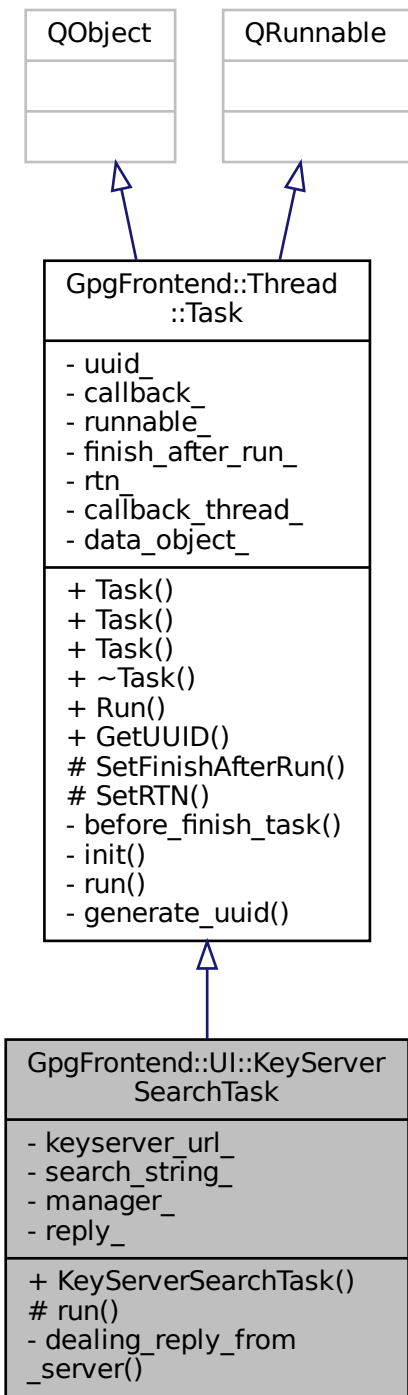 QObject
QRunnable
GpgFrontend::Thread
::Task
- uuid_
- callback_
- runnable_
- finish_after_run_
- rtn_
- callback_thread_
- data_object_
+ Task()
+ Task()
+ Task()
+ ~Task()
+ Run()
+ GetUUID()
# SetFinishAfterRun()
# SetRTN()
- before_finish_task()
- init()
- run()
- generate_uuid()
GpgFrontend::UI::KeyServer
SearchTask
- keyserver_url_
- search_string_
- manager_
- reply_
+ KeyServerSearchTask()
# run()
- dealing_reply_from
_server()